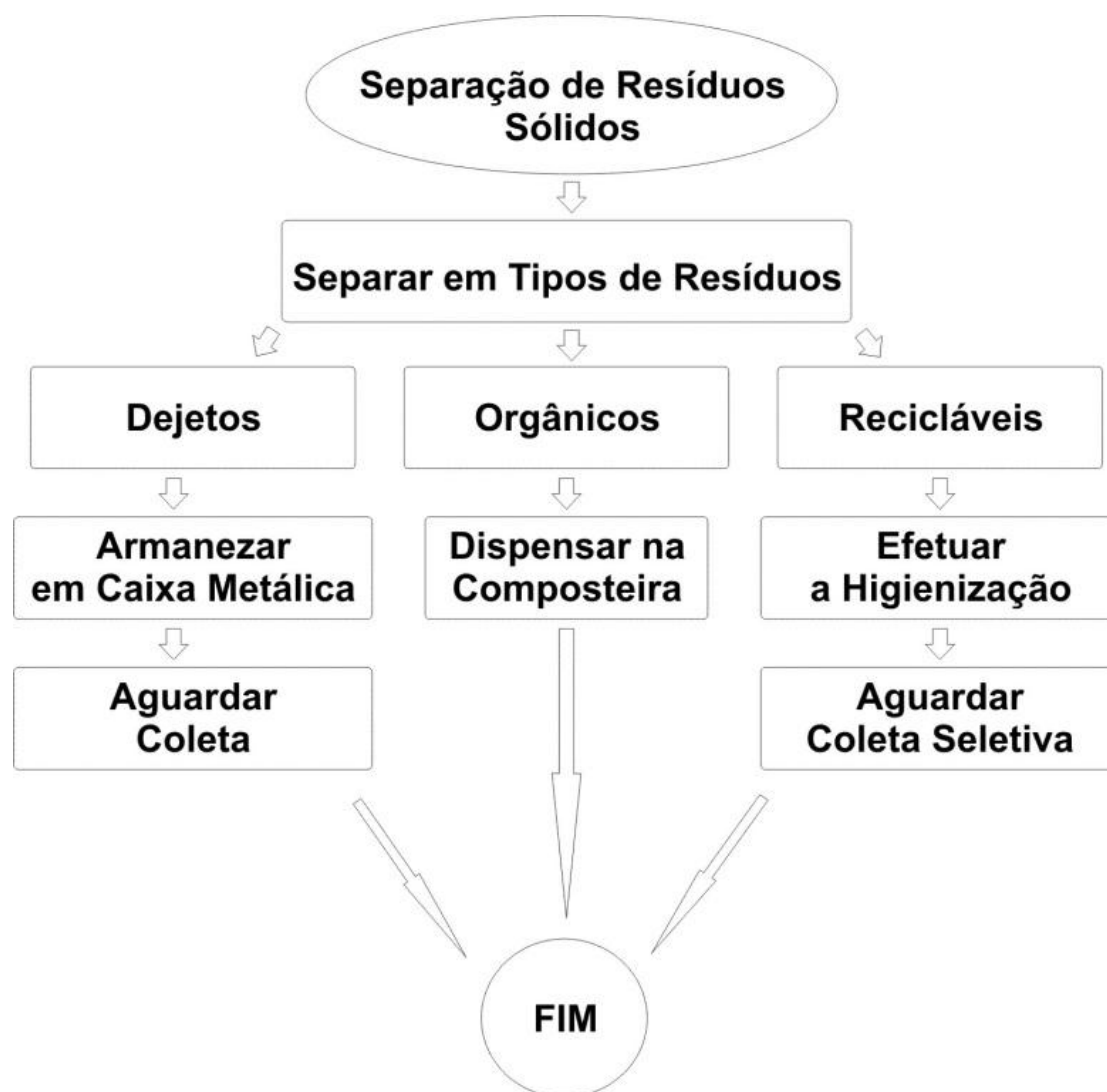 Separação de Resíduos
Sólidos
Separar em Tipos de Resíduos
Dejetos
Orgânicos
Recicláveis
Armanezar
em Caixa Metálica
Dispensar na
Composteira
Efetuar
a Higienização
Aguardar
Coleta
Aguardar
Coleta Seletiva
FIM